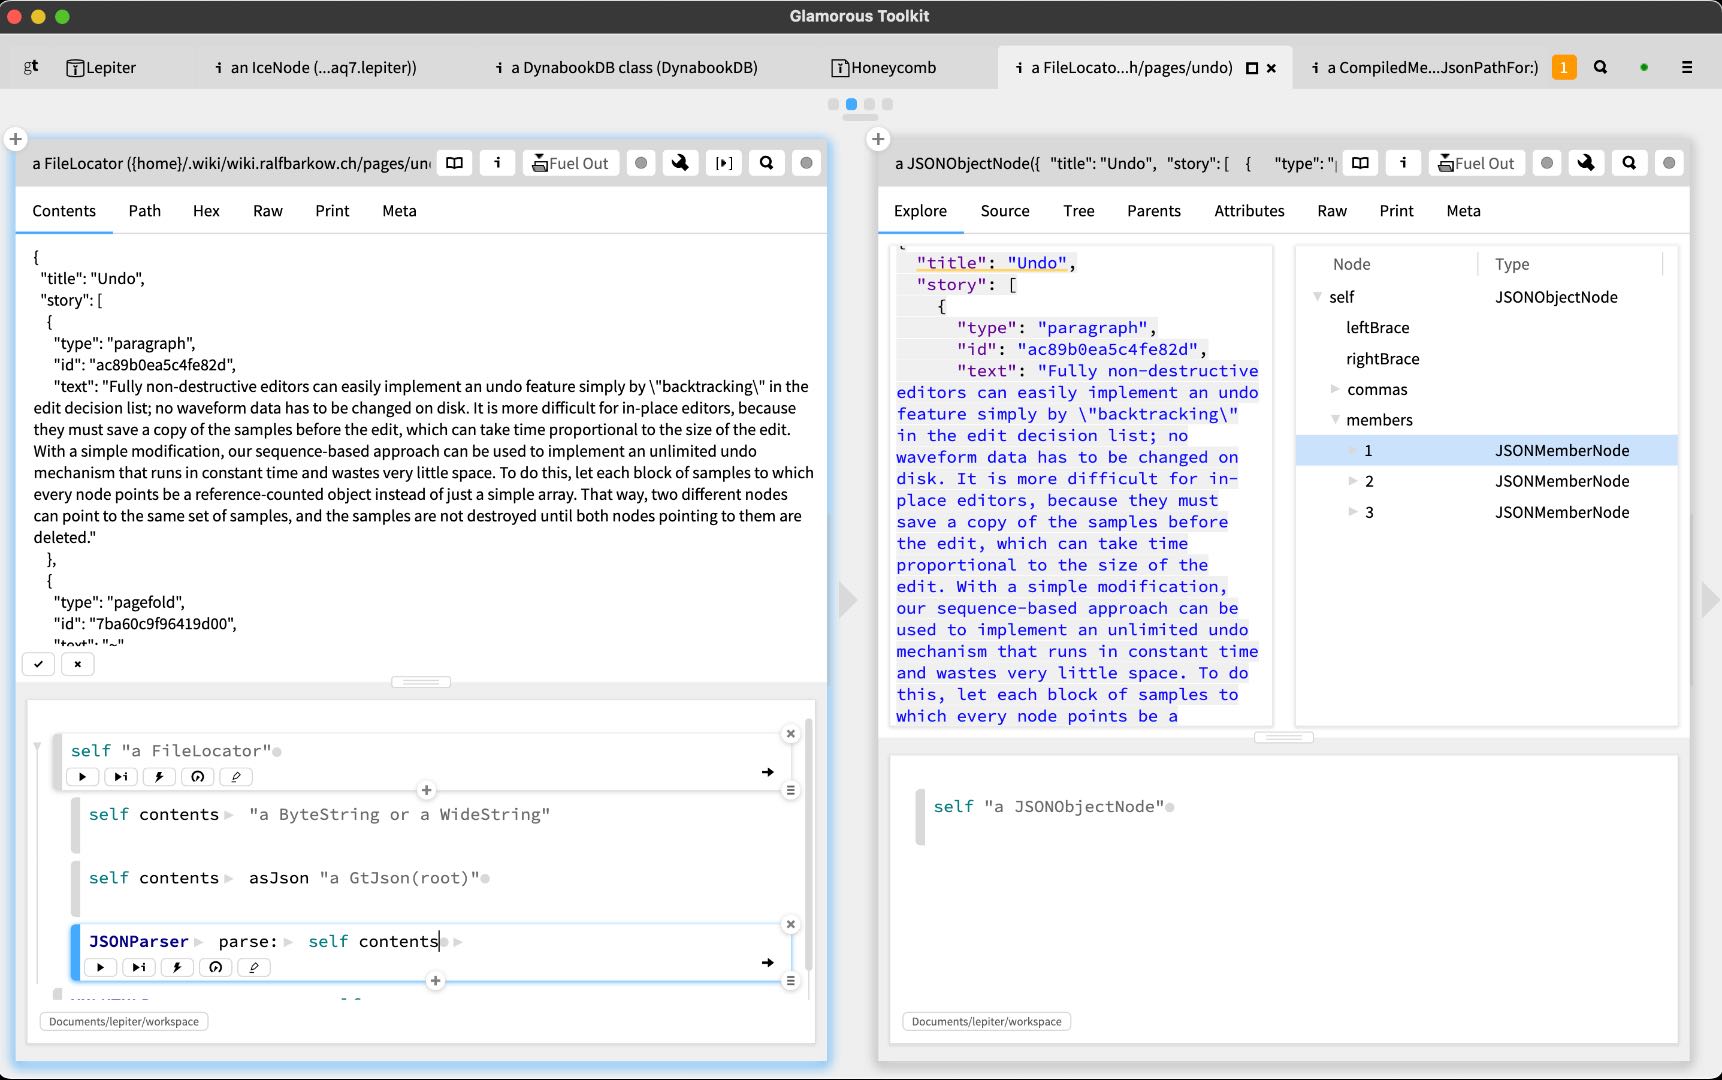 Glamorous Toolkit
gt
Lepiter
i an IceNode (...aq7.lepiter))
i a DynabookDB class (DynabookDB)
Honeycomb
i a FileLocato...h/pages/undo)
i a CompiledMe...JsonPathFor:)
1
a FileLocator ({home}/.wiki/wiki.ralfbarkow.ch/pages/un
i
Fuel Out
Contents Path Hex Raw Print Meta
{
"title": "Undo",
"story": [
{
"type": "paragraph",
"id": "ac89b0ea5c4fe82d",
"text": "Fully non-destructive editors can easily implement an undo feature simply by \"backtracking\" in the
edit decision list; no waveform data has to be changed on disk. It is more difficult for in-place editors, because
they must save a copy of the samples before the edit, which can take time proportional to the size of the edit.
With a simple modification, our sequence-based approach can be used to implement an unlimited undo
mechanism that runs in constant time and wastes very little space. To do this, let each block of samples to which
every node points be a reference-counted object instead of just a simple array. That way, two different nodes
can point to the same set of samples, and the samples are not destroyed until both nodes pointing to them are
deleted."
},
{
"type": "pagefold",
"id": "7ba60c9f96419d00",
"text": "~"
self "a FileLocator"
self contents "a ByteString or a WideString"
self contents asJson "a GtJson(root)"
JSONParser parse: self contents
Documents/lepiter/workspace
a JSONObjectNode({ "title": "Undo", "story": [ { "type": "p
i
Fuel Out
Explore Source Tree Parents Attributes Raw Print Meta
{
"title": "Undo",
"story": [
{
"type": "paragraph",
"id": "ac89b0ea5c4fe82d",
"text": "Fully non-destructive
editors can easily implement an undo
feature simply by \"backtracking\"
in the edit decision list; no
waveform data has to be changed on
disk. It is more difficult for in-
place editors, because they must
save a copy of the samples before
the edit, which can take time
proportional to the size of the
edit. With a simple modification,
our sequence-based approach can be
used to implement an unlimited undo
mechanism that runs in constant time
and wastes very little space. To do
this, let each block of samples to
which every node points be a
Node Type
self JSONObjectNode
leftBrace
rightBrace
commas
members
1 JSONMemberNode
2 JSONMemberNode
3 JSONMemberNode
self "a JSONObjectNode"
Documents/lepiter/workspace